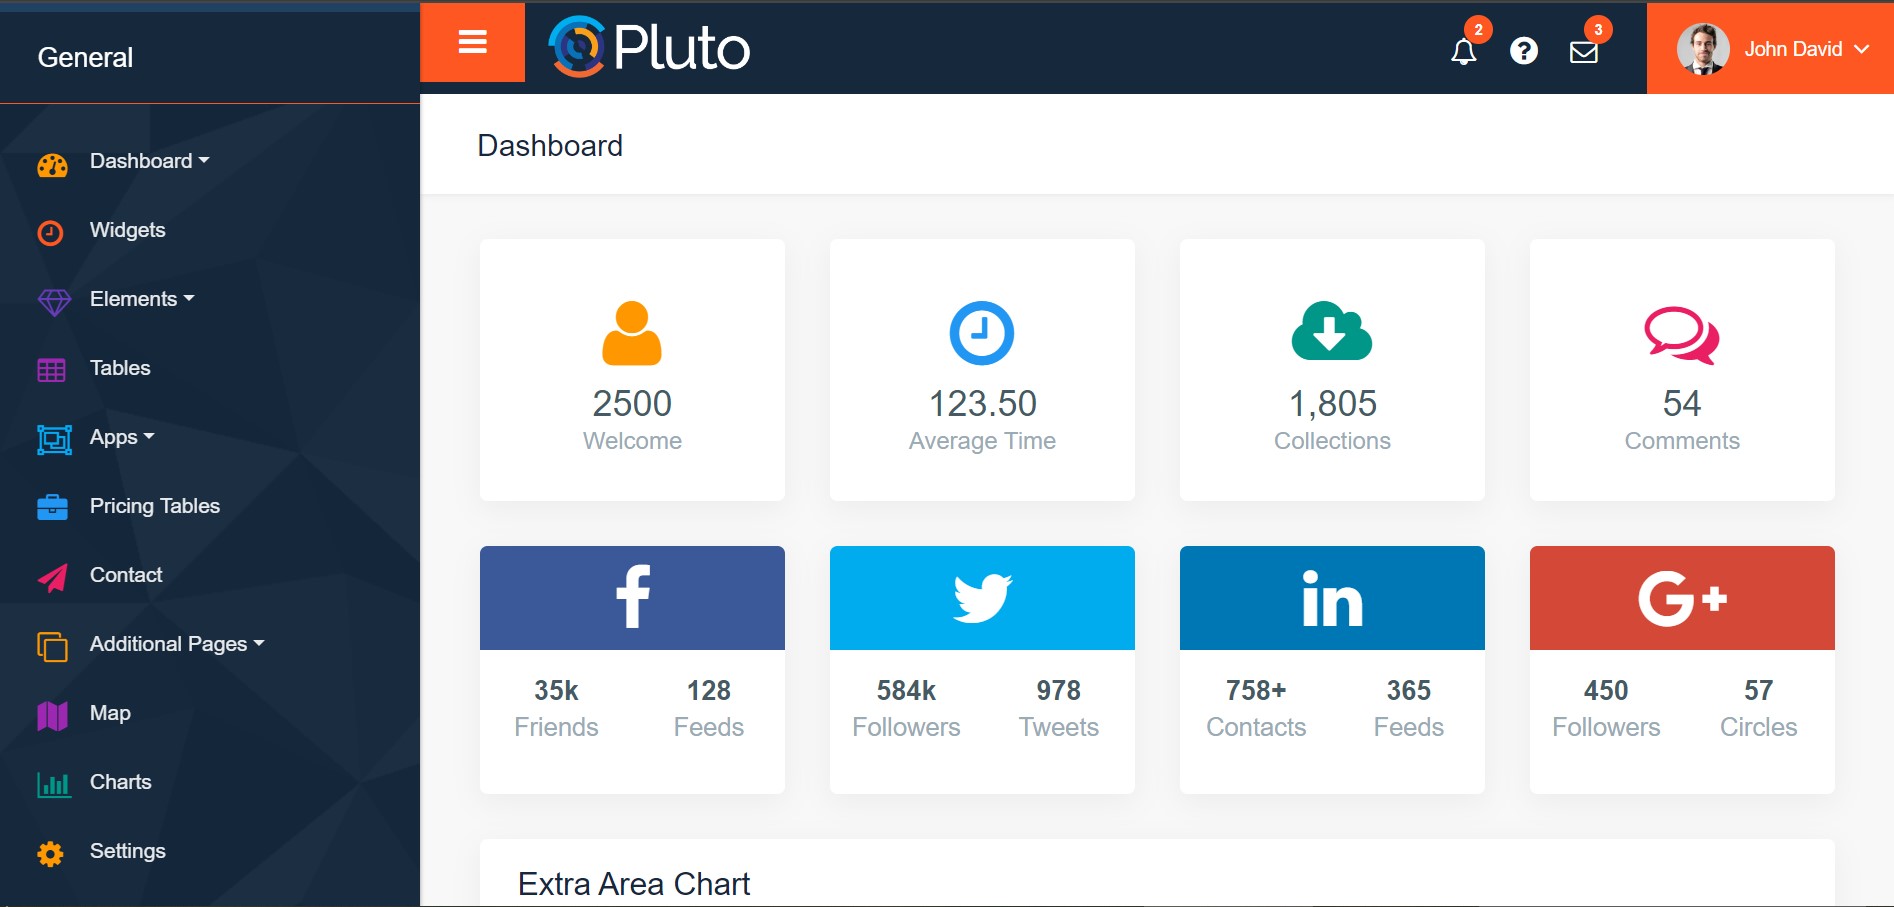 General
Pluto
2
3
John David
Dashboard
Widgets
Elements
Tables
Apps
Pricing Tables
Contact
Additional Pages
Map
Charts
Settings
Dashboard
2500
Welcome
123.50
Average Time
1,805
Collections
54
Comments
f
in
G+
35k 128
Friends Feeds
584k 978
Followers Tweets
758+ 365
Contacts Feeds
450 57
Followers Circles
Extra Area Chart